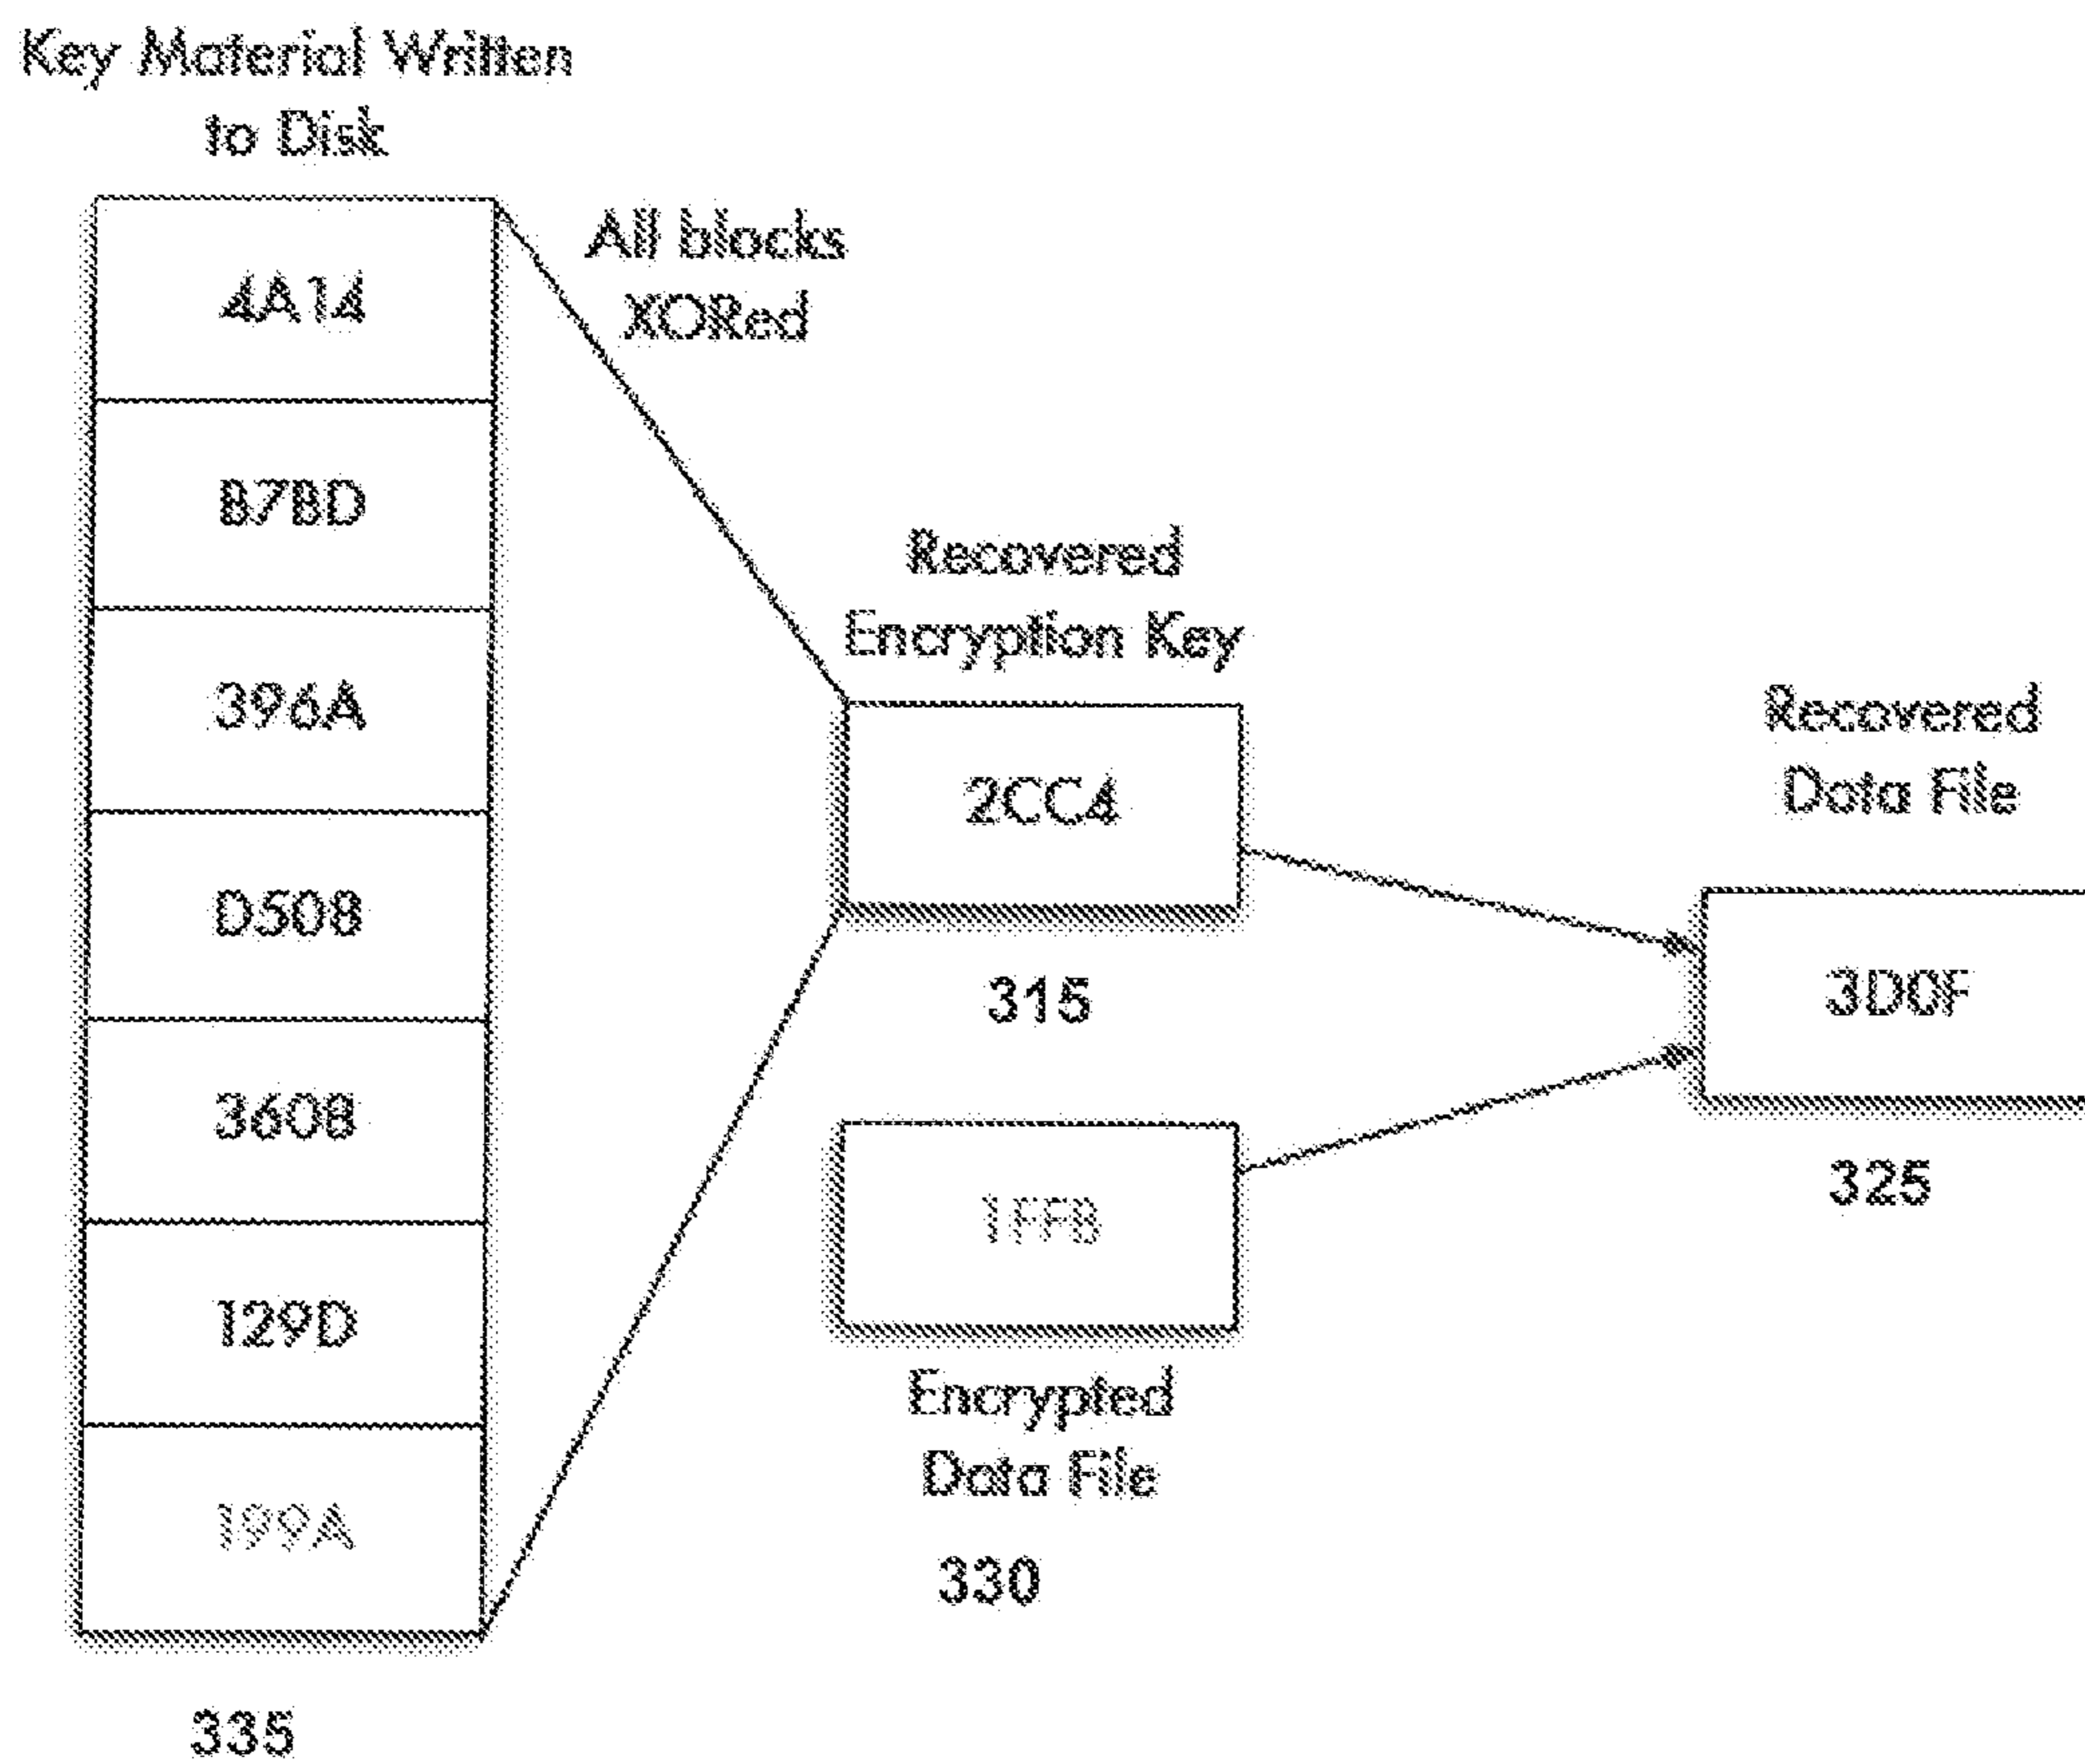 Key Material Written
to Disk
4A14
B7BD
396A
D508
3608
129D
199A
335
All blocks
XORed
Recovered
Encryption Key
2CC4
315
1FFB
Encrypted
Data File
330
Recovered
Data File
3D0F
325